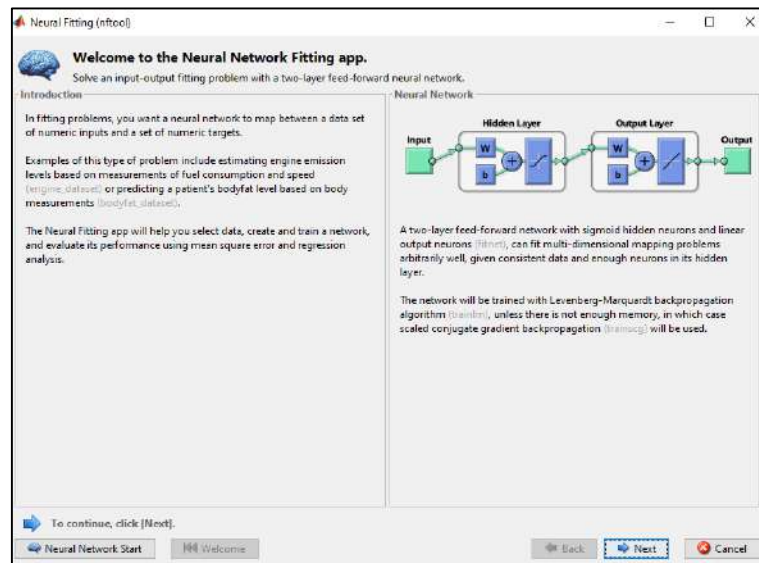 Neural Fitting (nftool)
Welcome to the Neural Network Fitting app.
Solve an input-output fitting problem with a two-layer feed-forward neural network.
Introduction
In fitting problems, you want a neural network to map between a data set
of numeric inputs and a set of numeric targets.
Examples of this type of problem include estimating engine emission
levels based on measurements of fuel consumption and speed
(engine_dataset) or predicting a patient's bodyfat level based on body
measurements (bodyfat_dataset).
The Neural Fitting app will help you select data, create and train a network,
and evaluate its performance using mean square error and regression
analysis.
Neural Network
Hidden Layer
Output Layer
Input
Output
W
b
W
b
A two-layer feed-forward network with sigmoid hidden neurons and linear
output neurons (fitnet), can fit multi-dimensional mapping problems
arbitrarily well, given consistent data and enough neurons in its hidden
layer.
The network will be trained with Levenberg-Marquardt backpropagation
algorithm (trainlm), unless there is not enough memory, in which case
scaled conjugate gradient backpropagation (trainscg) will be used.
To continue, click [Next].
Neural Network Start
Welcome
Back
Next
Cancel